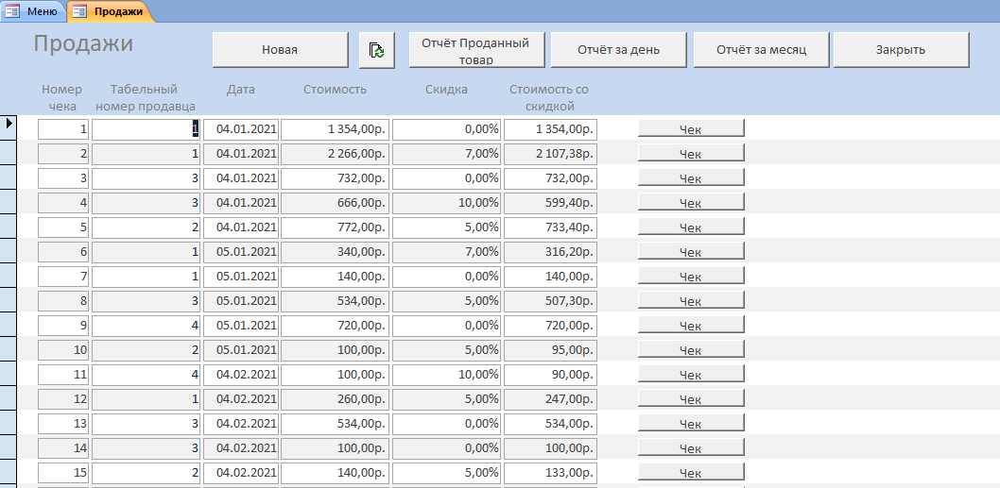 Меню Продажи
Продажи Новая Отчёт Проданный товар Отчёт за день Отчёт за месяц Закрыть
Номер чека Табельный номер продавца Дата Стоимость Скидка Стоимость со скидкой
1 1 04.01.2021 1 354,00р. 0,00% 1 354,00р. Чек
2 1 04.01.2021 2 266,00р. 7,00% 2 107,38р. Чек
3 3 04.01.2021 732,00р. 0,00% 732,00р. Чек
4 3 04.01.2021 666,00р. 10,00% 599,40р. Чек
5 2 04.01.2021 772,00р. 5,00% 733,40р. Чек
6 1 05.01.2021 340,00р. 7,00% 316,20р. Чек
7 1 05.01.2021 140,00р. 0,00% 140,00р. Чек
8 3 05.01.2021 534,00р. 5,00% 507,30р. Чек
9 4 05.01.2021 720,00р. 0,00% 720,00р. Чек
10 2 05.01.2021 100,00р. 5,00% 95,00р. Чек
11 4 04.02.2021 100,00р. 10,00% 90,00р. Чек
12 1 04.02.2021 260,00р. 5,00% 247,00р. Чек
13 3 04.02.2021 534,00р. 0,00% 534,00р. Чек
14 3 04.02.2021 100,00р. 0,00% 100,00р. Чек
15 2 04.02.2021 140,00р. 5,00% 133,00р. Чек